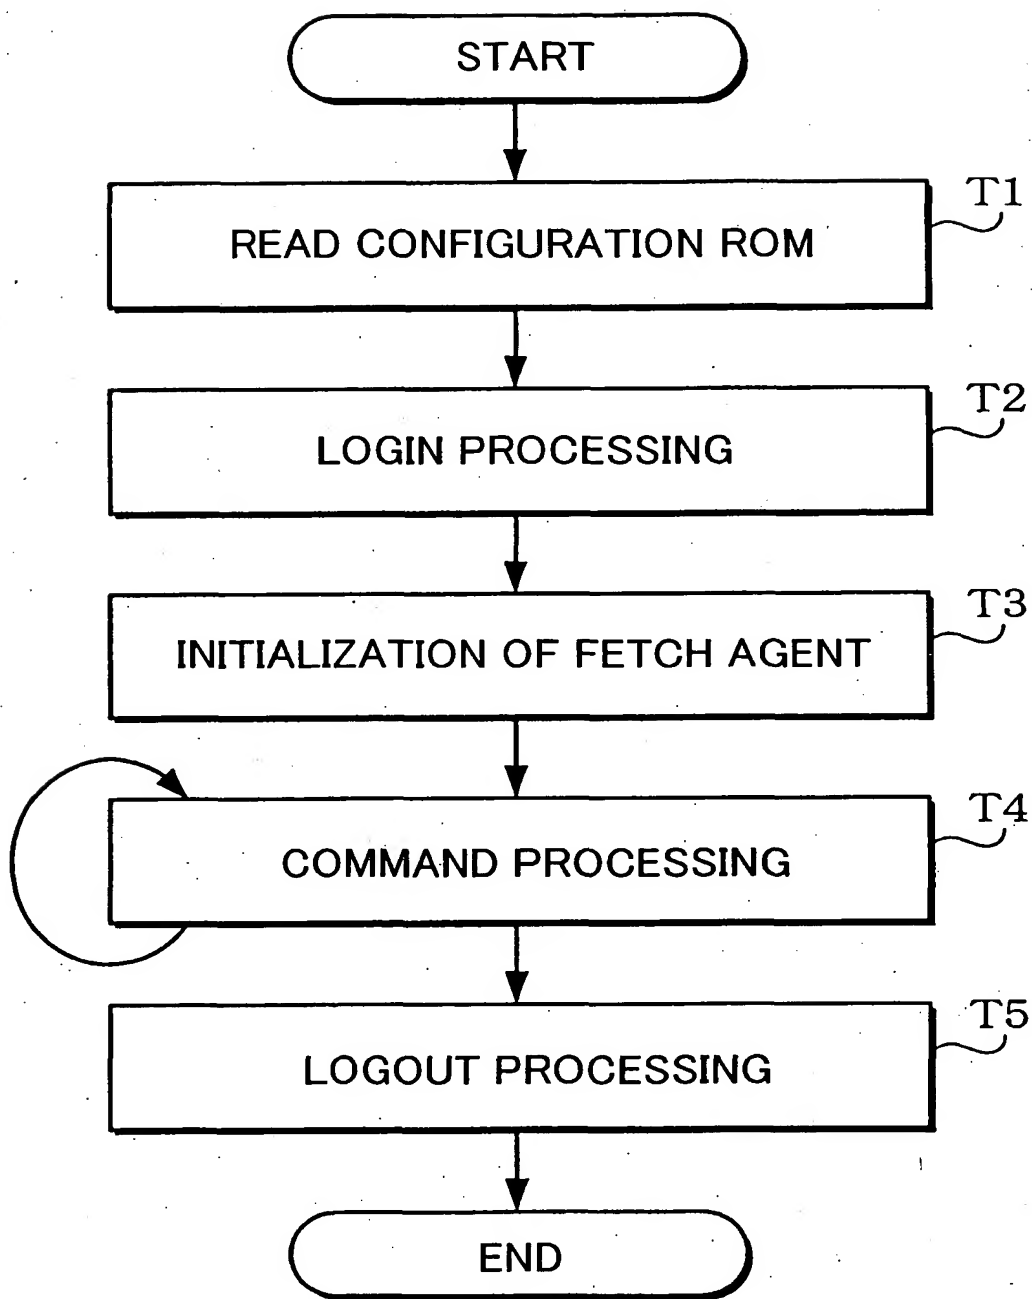 START
T1
READ CONFIGURATION ROM
T2
LOGIN PROCESSING
T3
INITIALIZATION OF FETCH AGENT
T4
COMMAND PROCESSING
T5
LOGOUT PROCESSING
END